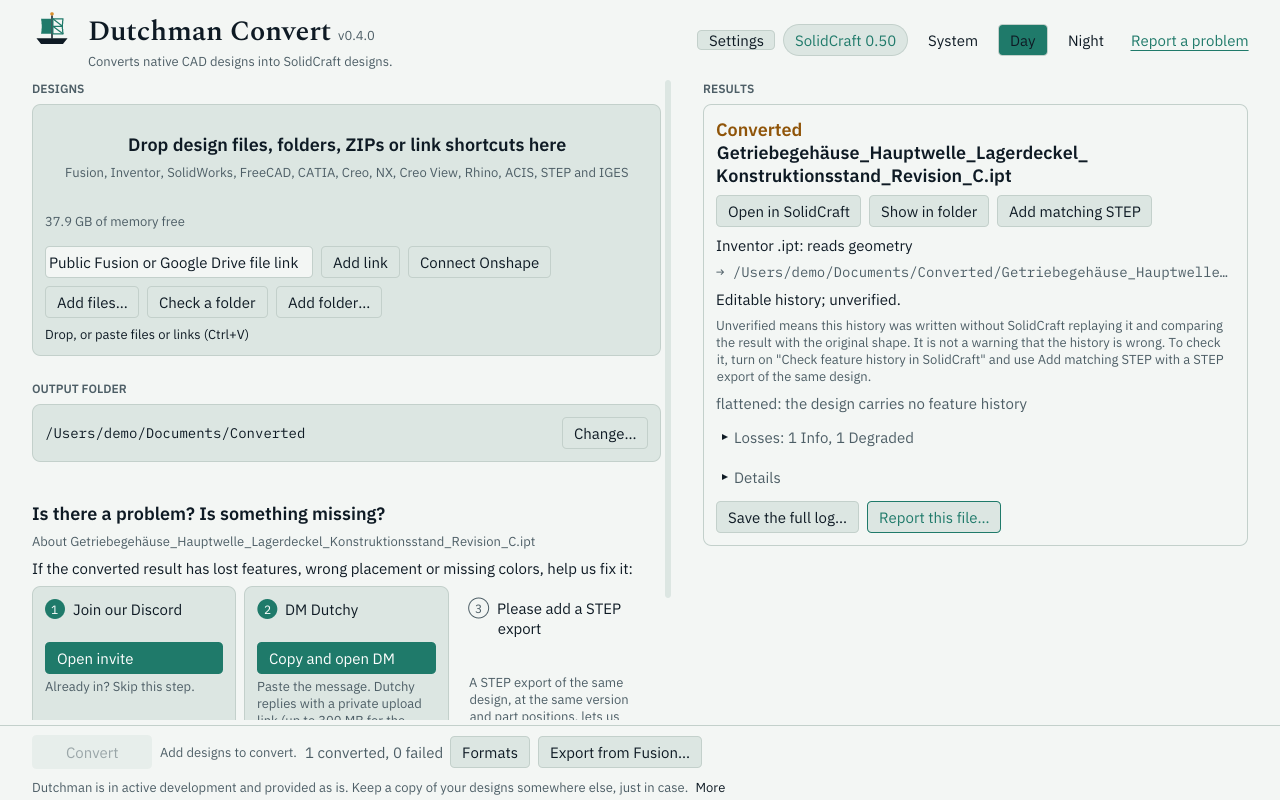 Dutchman Convert v0.4.0
Converts native CAD designs into SolidCraft designs.
Settings
SolidCraft 0.50
System
Day
Night
Report a problem
DESIGNS
Drop design files, folders, ZIPs or link shortcuts here
Fusion, Inventor, SolidWorks, FreeCAD, CATIA, Creo, NX, Creo View, Rhino, ACIS, STEP and IGES
37.9 GB of memory free
Public Fusion or Google Drive file link
Add link
Connect Onshape
Add files...
Check a folder
Add folder...
Drop, or paste files or links (Ctrl+V)
OUTPUT FOLDER
/Users/demo/Documents/Converted
Change...
Is there a problem? Is something missing?
About Getriebegehäuse_Hauptwelle_Lagerdeckel_Konstruktionsstand_Revision_C.ipt
If the converted result has lost features, wrong placement or missing colors, help us fix it:
1 Join our Discord
Open invite
Already in? Skip this step.
2 DM Dutchy
Copy and open DM
Paste the message. Dutchy
replies with a private upload
link (up to 300 MB for the
3 Please add a STEP
export
A STEP export of the same
design, at the same version
and part positions, lets us
RESULTS
Converted
Getriebegehäuse_Hauptwelle_Lagerdeckel_
Konstruktionsstand_Revision_C.ipt
Open in SolidCraft
Show in folder
Add matching STEP
Inventor .ipt: reads geometry
→ /Users/demo/Documents/Converted/Getriebegehäuse_Hauptwelle…
Editable history; unverified.
Unverified means this history was written without SolidCraft replaying it and comparing
the result with the original shape. It is not a warning that the history is wrong. To check
it, turn on "Check feature history in SolidCraft" and use Add matching STEP with a STEP
export of the same design.
flattened: the design carries no feature history
▸ Losses: 1 Info, 1 Degraded
▸ Details
Save the full log...
Report this file...
Convert
Add designs to convert.
1 converted, 0 failed
Formats
Export from Fusion...
Dutchman is in active development and provided as is. Keep a copy of your designs somewhere else, just in case. More